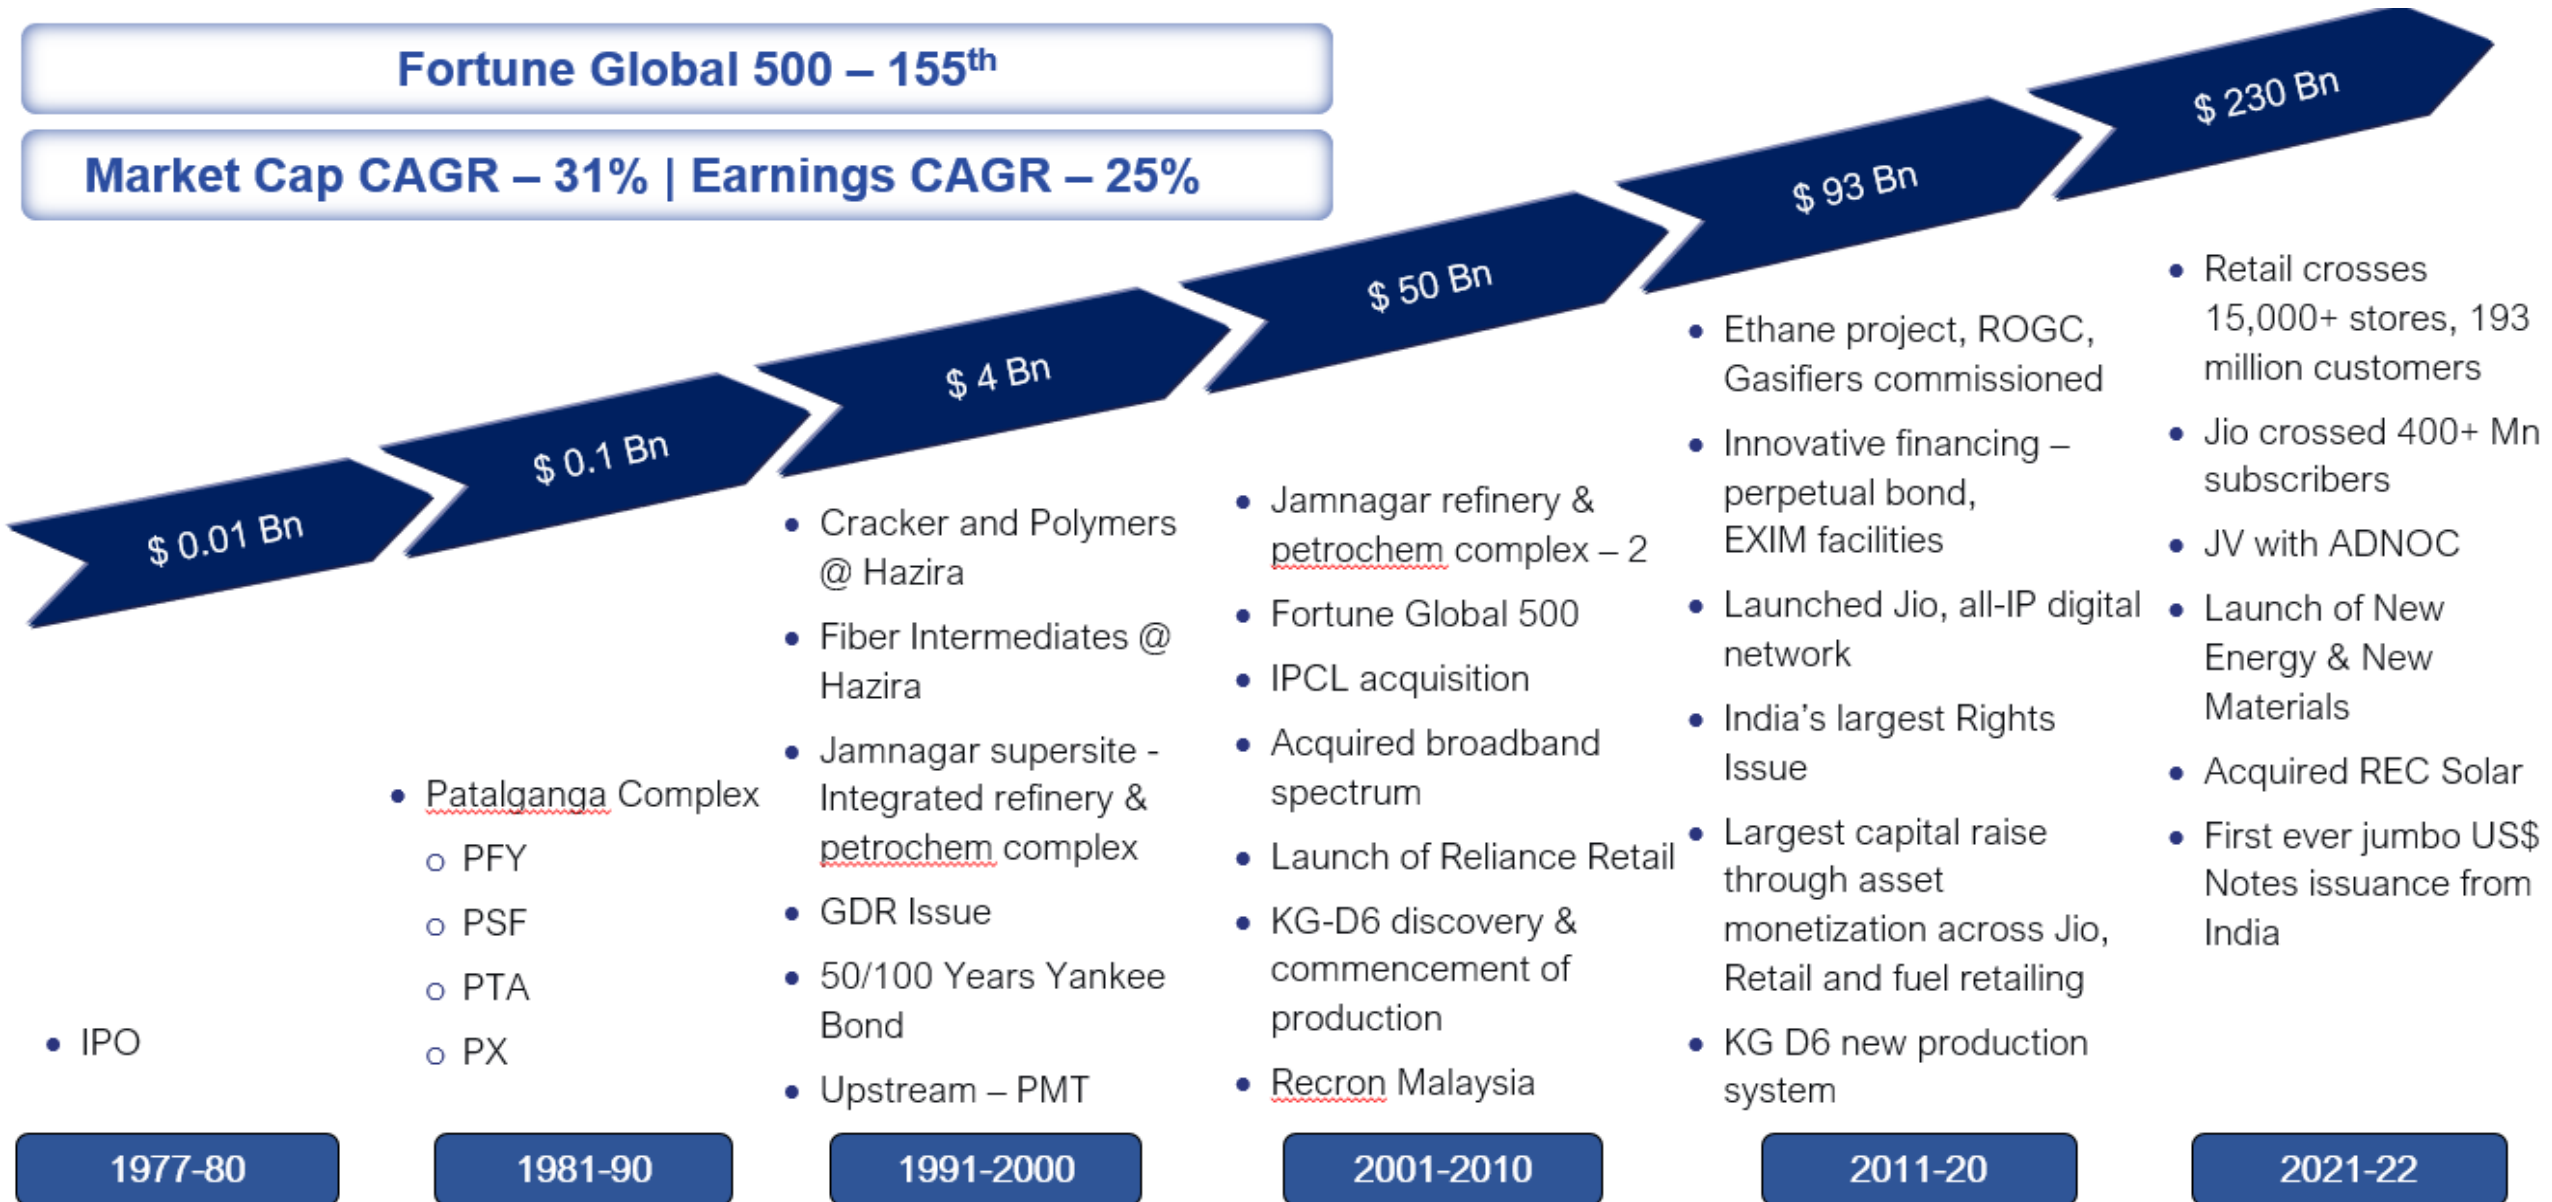 Fortune Global 500 – 155th
Market Cap CAGR – 31% | Earnings CAGR – 25%
$ 0.01 Bn
$ 0.1 Bn
$ 4 Bn
$ 50 Bn
$ 93 Bn
$ 230 Bn
• IPO
1977-80
• Patalganga Complex
o PFY
o PSF
o PTA
o PX
1981-90
• Cracker and Polymers
@ Hazira
• Fiber Intermediates @
Hazira
• Jamnagar supersite -
Integrated refinery &
petrochem complex
• GDR Issue
• 50/100 Years Yankee
Bond
• Upstream – PMT
1991-2000
• Jamnagar refinery &
petrochem complex – 2
• Fortune Global 500
• IPCL acquisition
• Acquired broadband
spectrum
• Launch of Reliance Retail
• KG-D6 discovery &
commencement of
production
• Recron Malaysia
2001-2010
• Ethane project, ROGC,
Gasifiers commissioned
• Innovative financing –
perpetual bond,
EXIM facilities
• Launched Jio, all-IP digital
network
• India’s largest Rights
Issue
• Largest capital raise
through asset
monetization across Jio,
Retail and fuel retailing
• KG D6 new production
system
2011-20
• Retail crosses
15,000+ stores, 193
million customers
• Jio crossed 400+ Mn
subscribers
• JV with ADNOC
• Launch of New
Energy & New
Materials
• Acquired REC Solar
• First ever jumbo US$
Notes issuance from
India
2021-22